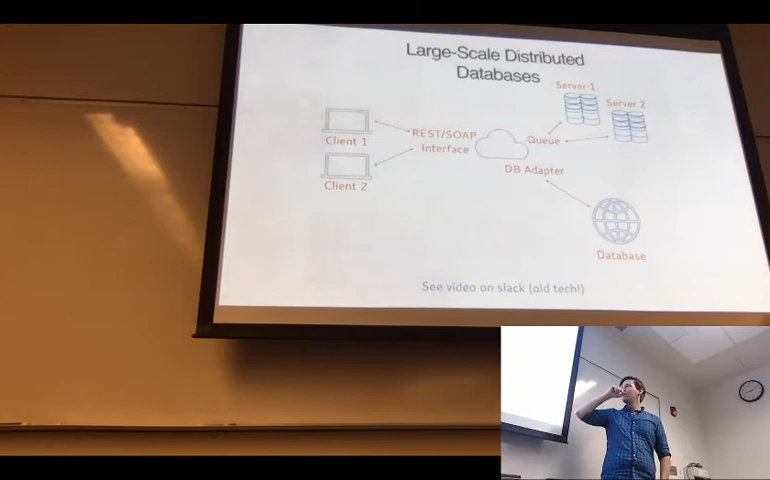 Large-Scale Distributed
Databases
Server 1
Server 2
Client 1
REST/SOAP
Interface
Queue
Client 2
DB Adapter
Database
See video on slack (old tech!)